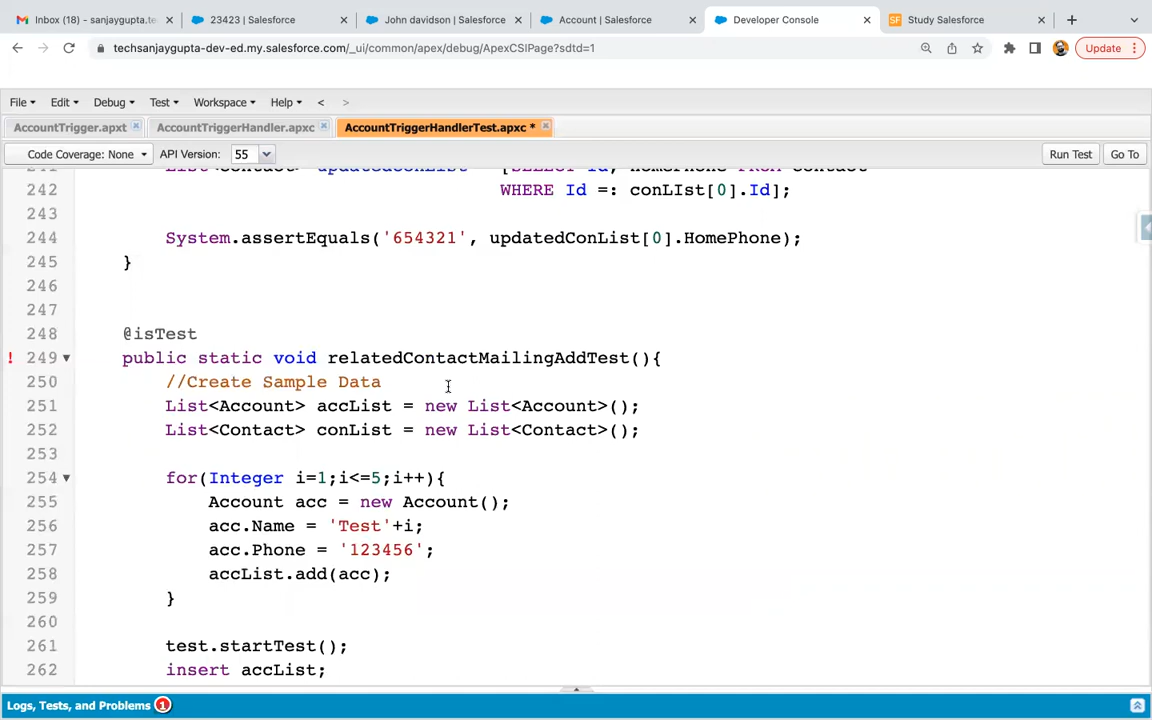 Inbox (18) - sanjaygupta.te
23423 | Salesforce
John davidson | Salesforce
Account | Salesforce
Developer Console
SF Study Salesforce
techsanjaygupta-dev-ed.my.salesforce.com/_ui/common/apex/debug/ApexCSIPage?sdtd=1
Update
File Edit Debug Test Workspace Help < >
AccountTrigger.apxt AccountTriggerHandler.apxc AccountTriggerHandlerTest.apxc *
Code Coverage: None API Version: 55 Run Test Go To
242 WHERE Id =: conLIst[0].Id];
243
244 System.assertEquals('654321', updatedConList[0].HomePhone);
245 }
246
247
248 @isTest
! 249 public static void relatedContactMailingAddTest(){
250 //Create Sample Data
251 List<Account> accList = new List<Account>();
252 List<Contact> conList = new List<Contact>();
253
254 for(Integer i=1;i<=5;i++){
255 Account acc = new Account();
256 acc.Name = 'Test'+i;
257 acc.Phone = '123456';
258 accList.add(acc);
259 }
260
261 test.startTest();
262 insert accList;
Logs, Tests, and Problems 1